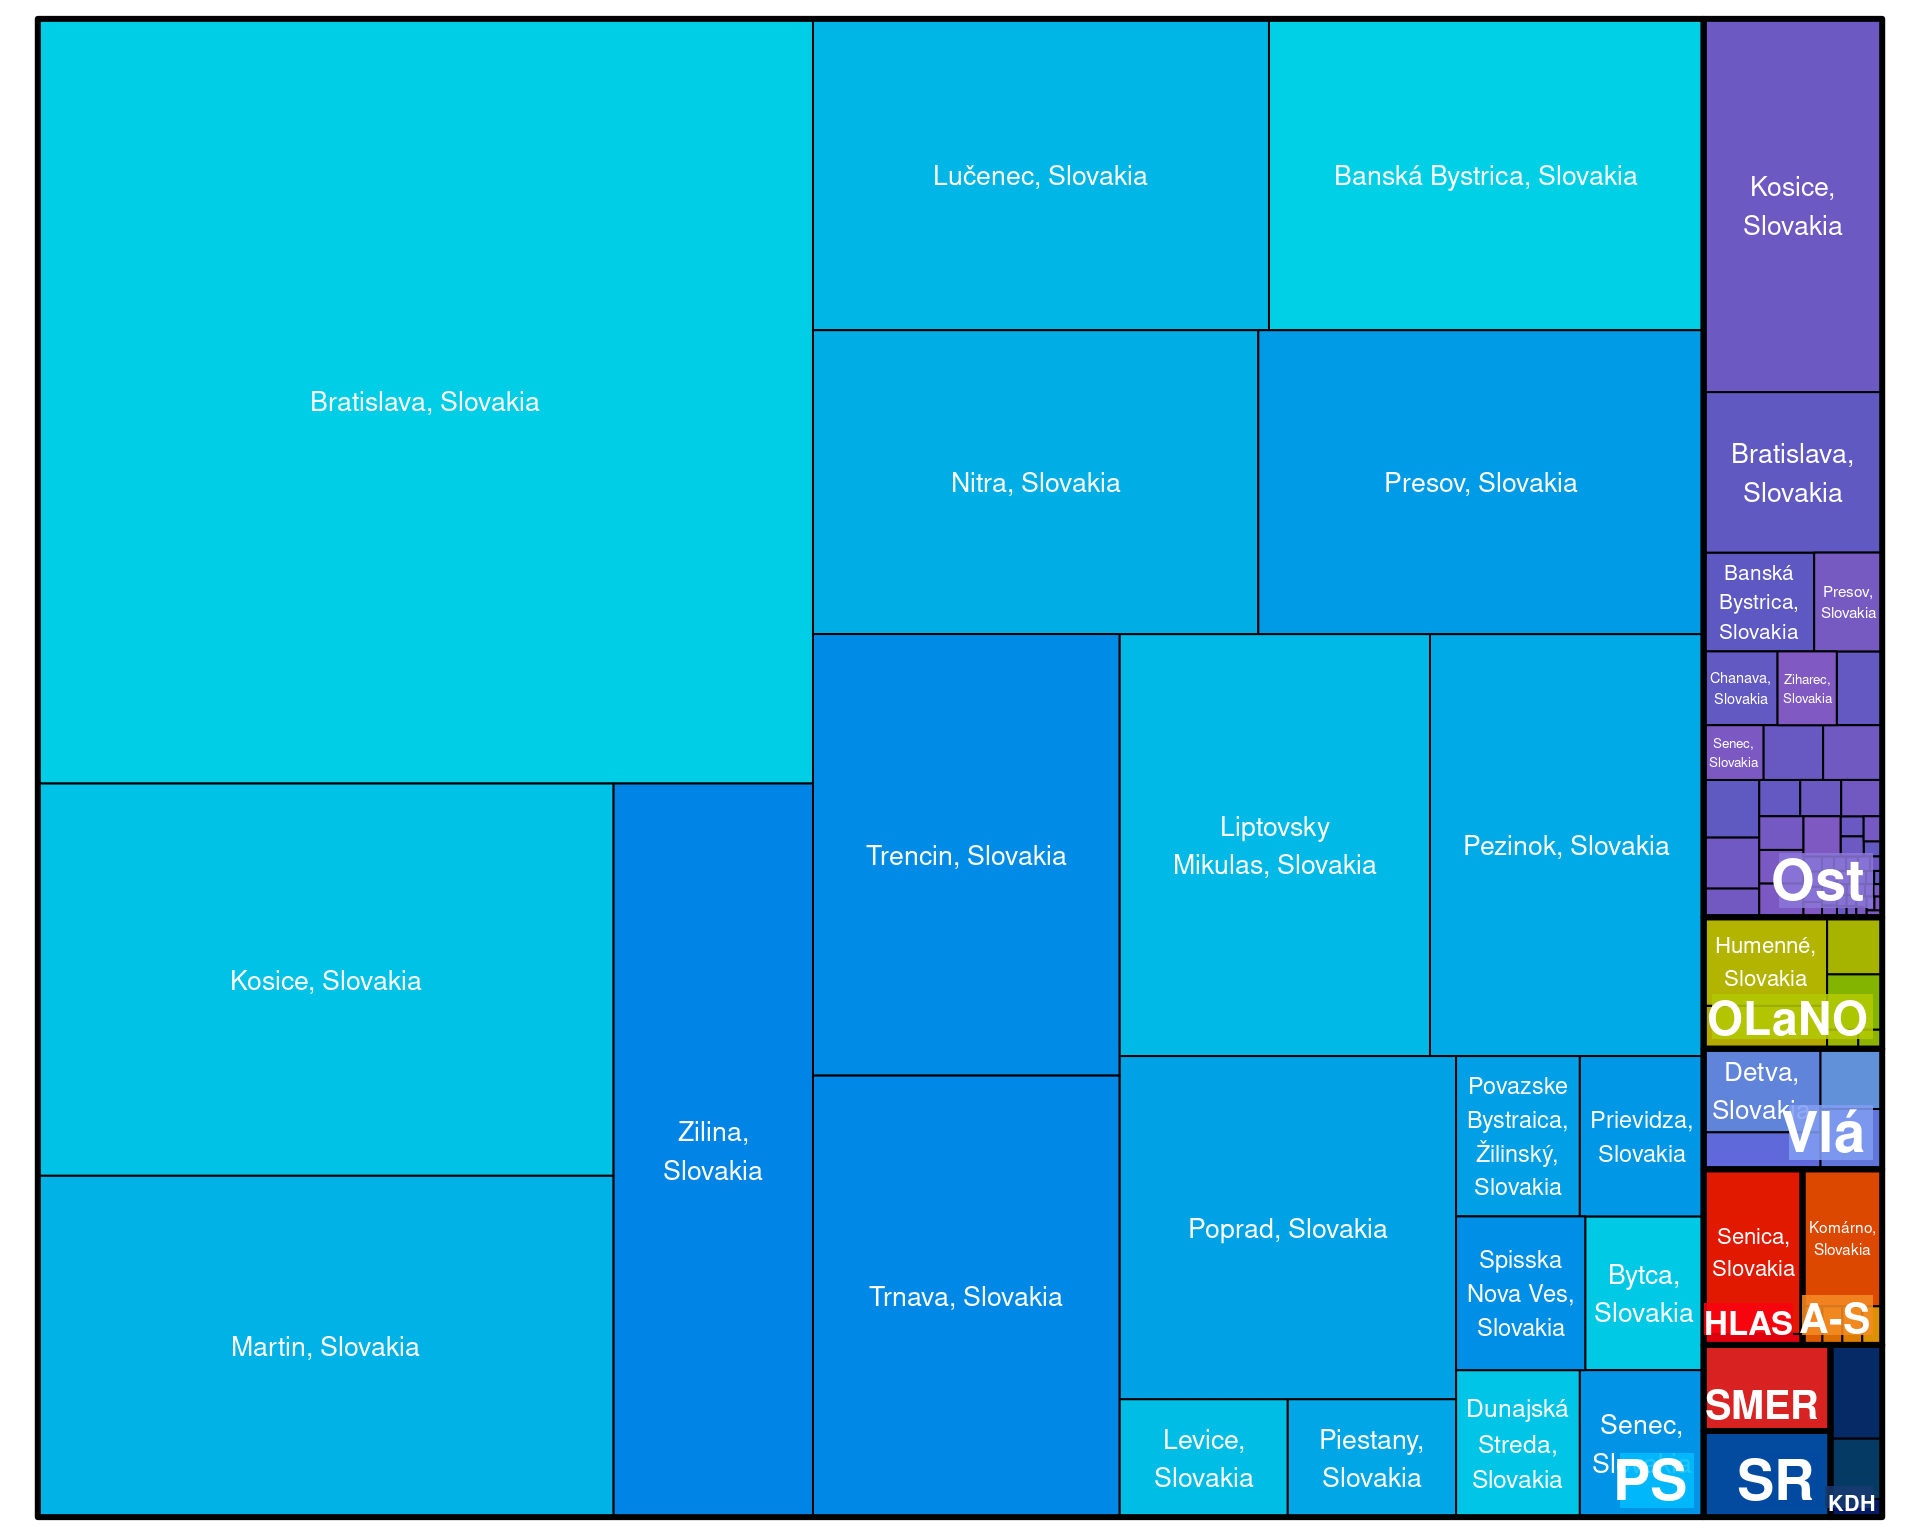 Bratislava, Slovakia
Kosice, Slovakia
Martin, Slovakia
Zilina,
Slovakia
Lučenec, Slovakia
Banská Bystrica, Slovakia
Nitra, Slovakia
Presov, Slovakia
Trencin, Slovakia
Trnava, Slovakia
Liptovsky
Mikulas, Slovakia
Pezinok, Slovakia
Poprad, Slovakia
Levice,
Slovakia
Piestany,
Slovakia
Povazske
Bystraica,
Žilinský,
Slovakia
Prievidza,
Slovakia
Spisska
Nova Ves,
Slovakia
Bytca,
Slovakia
Dunajská
Streda,
Slovakia
Senec,
Slovakia
PS
Kosice,
Slovakia
Bratislava,
Slovakia
Banská
Bystrica,
Slovakia
Presov,
Slovakia
Chanava,
Slovakia
Ziharec,
Slovakia
Senec,
Slovakia
Ost
Humenné,
Slovakia
OLaNO
Detva,
Slovakia
Vlá
Senica,
Slovakia
HLAS
Komárno,
Slovakia
A-S
SMER
SR
KDH